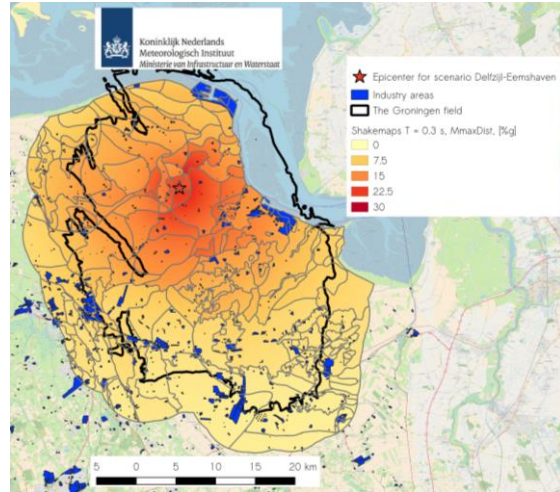 Koninklijk Nederlands
Meteorologisch Instituut
Ministerie van Infrastructuur en Waterstaat
Epicenter for scenario Delfzijl-Eemshaven
Industry areas
The Groningen field
Shakemaps T = 0.3 s, MmaxDist, [%g]
0
7.5
15
22.5
30
5 0 5 10 15 20 km